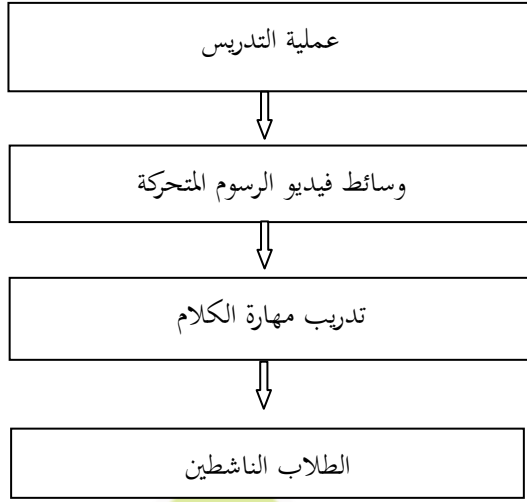 عملية التدريس
وسائط فيديو الرسوم المتحركة
تدريب مهارة الكلام
الطلاب الناشطين